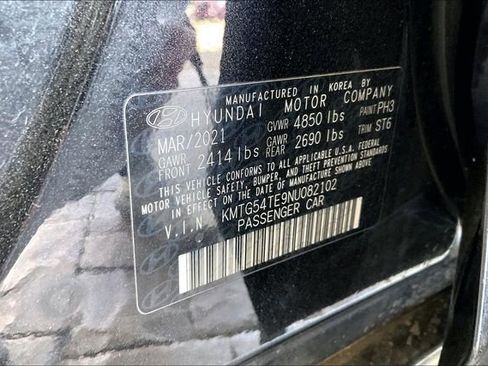 MANUFACTURED IN KOREA BY
HYUNDAI MOTOR COMPANY
MAR/2021 GVWR 4850 lbs PAINT PH3
GAWR FRONT 2414 lbs GAWR REAR 2690 lbs TRIM ST6
THIS VEHICLE CONFORMS TO ALL APPLICABLE U.S.A. FEDERAL
MOTOR VEHICLE SAFETY, BUMPER, AND THEFT PREVENTION STANDARDS
IN EFFECT ON THE DATE OF MANUFACTURE SHOWN ABOVE.
V.I.N. KMTG54TE9NU082102
PASSENGER CAR